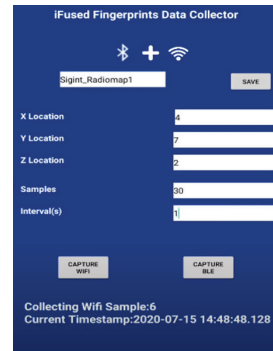 iFused Fingerprints Data Collector
Sigint_Radiomap1
SAVE
X Location
4
Y Location
7
Z Location
2
Samples
30
Interval(s)
1
CAPTURE
WIFI
CAPTURE
BLE
Collecting Wifi Sample:6
Current Timestamp:2020-07-15 14:48:48.128